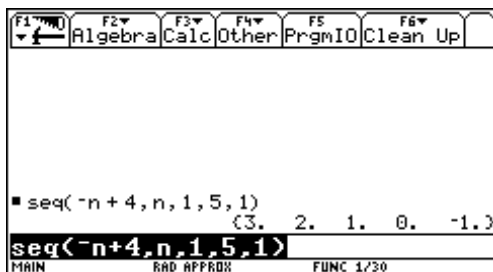 F1 F2▾ F3▾ F4▾ F5 F6▾
Algebra Calc Other PrgmIO Clean Up
■ seq(⁻n + 4, n, 1, 5, 1)
{3. 2. 1. 0. ⁻1.}
seq(⁻n+4,n,1,5,1)
MAIN RAD APPROX FUNC 1/30